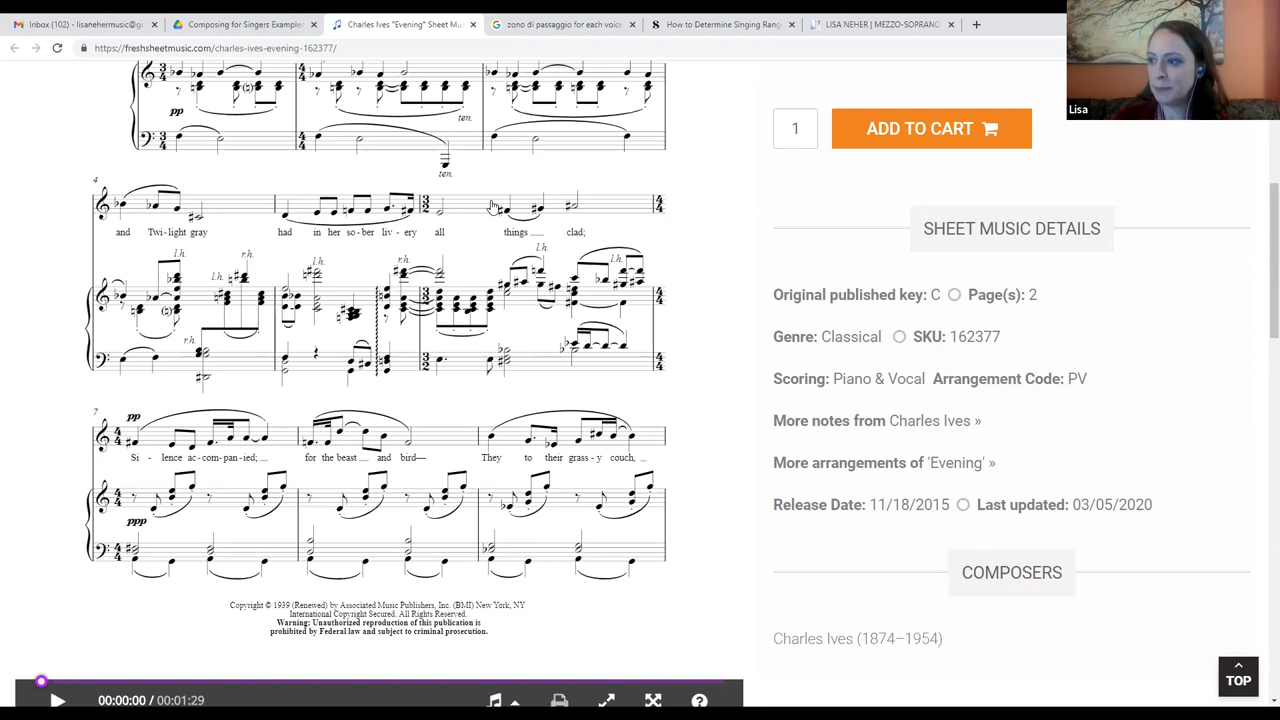 Inbox (102) - lisanehermusic@g
Composing for Singers Examples
Charles Ives "Evening" Sheet Mus
zono di passaggio for each voice
How to Determine Singing Rang
LISA NEHER | MEZZO-SOPRANO
https://freshsheetmusic.com/charles-ives-evening-162377/
Lisa
1
ADD TO CART
pp
ten.
ten.
4
and Twi-light gray had in her so-ber liv-ery all things clad;
l.h. r.h. l.h. r.h. l.h.
l.h. l.h.
r.h.
7
pp
Si - lence ac-com-pan-ied; for the beast and bird— They to their grass-y couch,
ppp
Copyright © 1939 (Renewed) by Associated Music Publishers, Inc. (BMI) New York, NY
International Copyright Secured. All Rights Reserved.
Warning: Unauthorized reproduction of this publication is
prohibited by Federal law and subject to criminal prosecution.
00:00:00 / 00:01:29
SHEET MUSIC DETAILS
Original published key: C Page(s): 2
Genre: Classical SKU: 162377
Scoring: Piano & Vocal Arrangement Code: PV
More notes from Charles Ives »
More arrangements of 'Evening' »
Release Date: 11/18/2015 Last updated: 03/05/2020
COMPOSERS
Charles Ives (1874–1954)
TOP